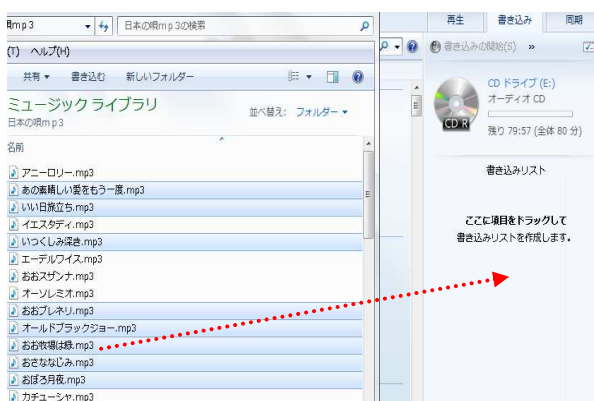 唄mp3
日本の唄mp3の検索
(T) ヘルプ(H)
共有 書き込む 新しいフォルダー
ミュージック ライブラリ
日本の唄mp3
並べ替え: フォルダー
名前
アニーロリー.mp3
あの素晴しい愛をもう一度.mp3
いい日旅立ち.mp3
イエスタディ.mp3
いつくしみ深き.mp3
エーデルワイス.mp3
おおスザンナ.mp3
オーソレミオ.mp3
おおブレネリ.mp3
オールドブラックジョー.mp3
おお牧場は緑.mp3
おさななじみ.mp3
おぼろ月夜.mp3
カチューシャ.mp3
再生 書き込み 同期
書き込みの開始(S) »
CD ドライブ (E:)
オーディオ CD
CD R
残り 79:57 (全体 80 分)
書き込みリスト
ここに項目をドラッグして
書き込みリストを作成します。